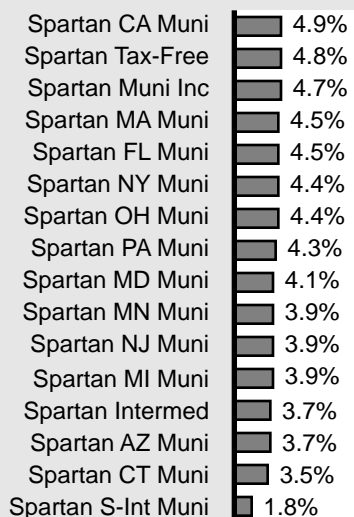 Spartan CA Muni 4.9%
Spartan Tax-Free 4.8%
Spartan Muni Inc 4.7%
Spartan MA Muni 4.5%
Spartan FL Muni 4.5%
Spartan NY Muni 4.4%
Spartan OH Muni 4.4%
Spartan PA Muni 4.3%
Spartan MD Muni 4.1%
Spartan MN Muni 3.9%
Spartan NJ Muni 3.9%
Spartan MI Muni 3.9%
Spartan Intermed 3.7%
Spartan AZ Muni 3.7%
Spartan CT Muni 3.5%
Spartan S-Int Muni 1.8%